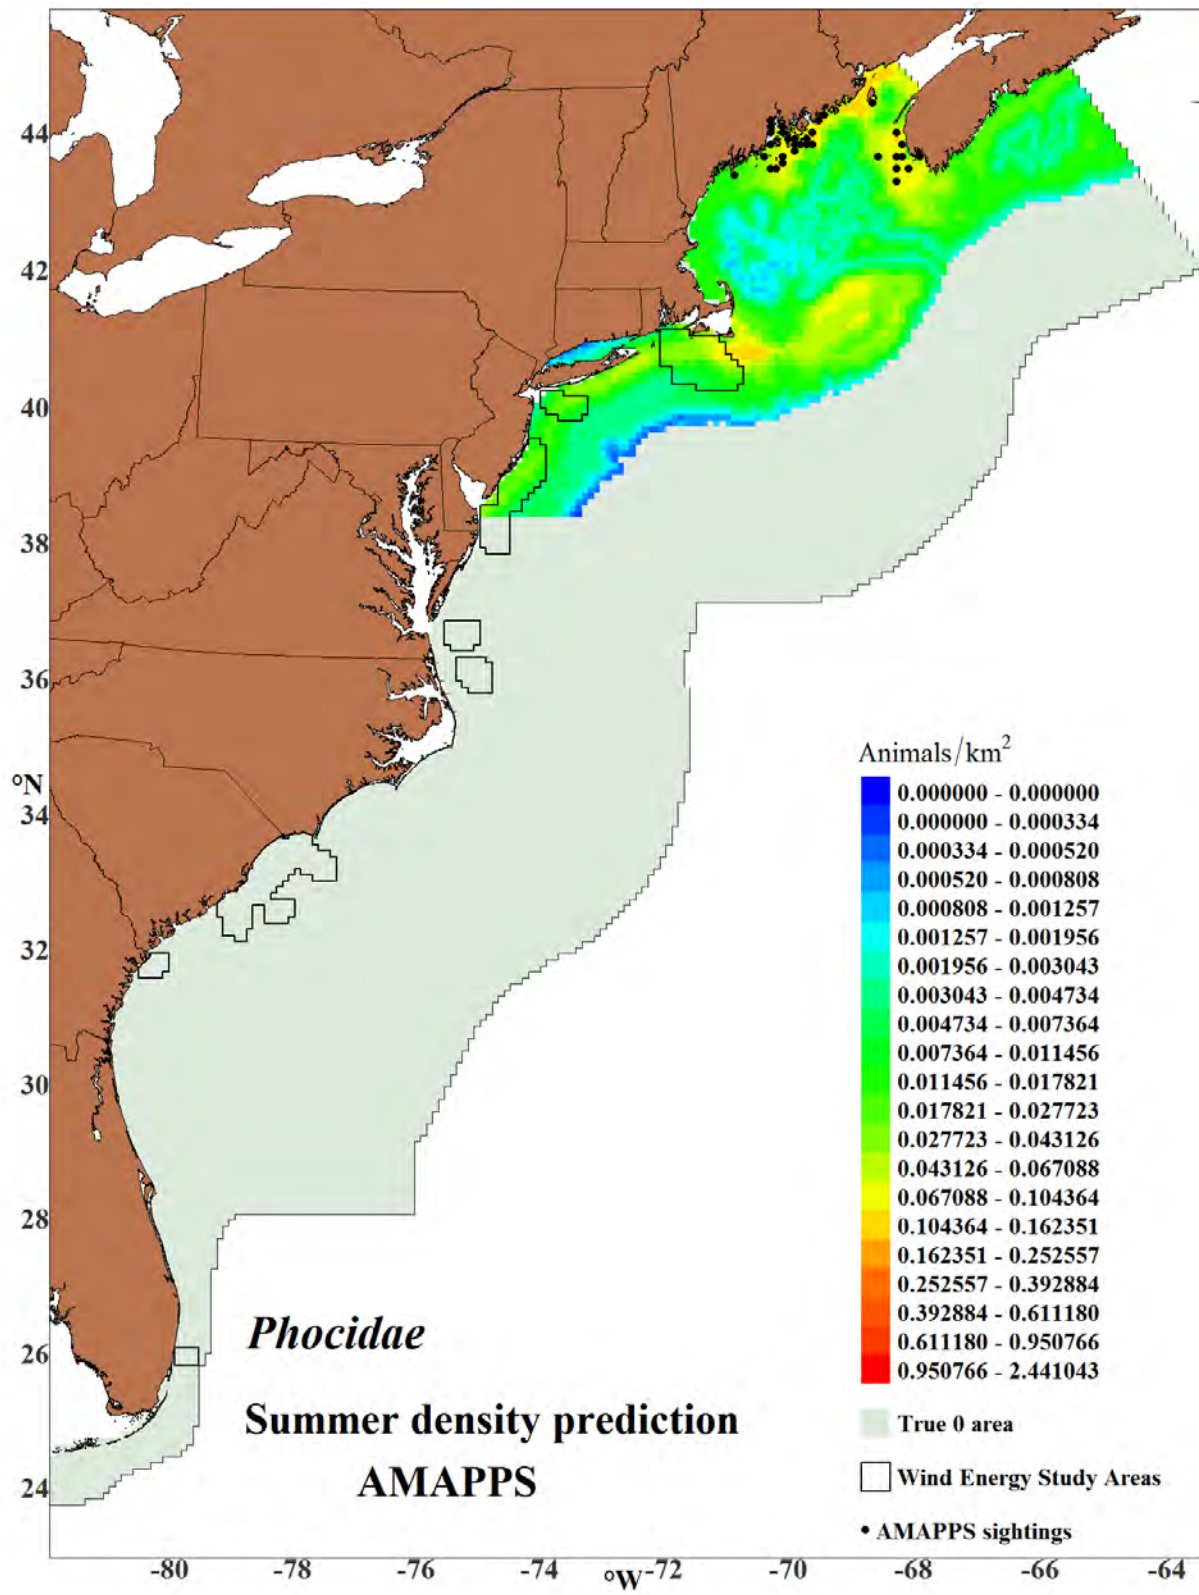 44
42
40
38
36
°N
34
32
30
28
26
24
Animals/km²
0.000000 - 0.000000
0.000000 - 0.000334
0.000334 - 0.000520
0.000520 - 0.000808
0.000808 - 0.001257
0.001257 - 0.001956
0.001956 - 0.003043
0.003043 - 0.004734
0.004734 - 0.007364
0.007364 - 0.011456
0.011456 - 0.017821
0.017821 - 0.027723
0.027723 - 0.043126
0.043126 - 0.067088
0.067088 - 0.104364
0.104364 - 0.162351
0.162351 - 0.252557
0.252557 - 0.392884
0.392884 - 0.611180
0.611180 - 0.950766
0.950766 - 2.441043
True 0 area
Wind Energy Study Areas
AMAPPS sightings
Phocidae
Summer density prediction
AMAPPS
-80 -78 -76 -74 °W -72 -70 -68 -66 -64